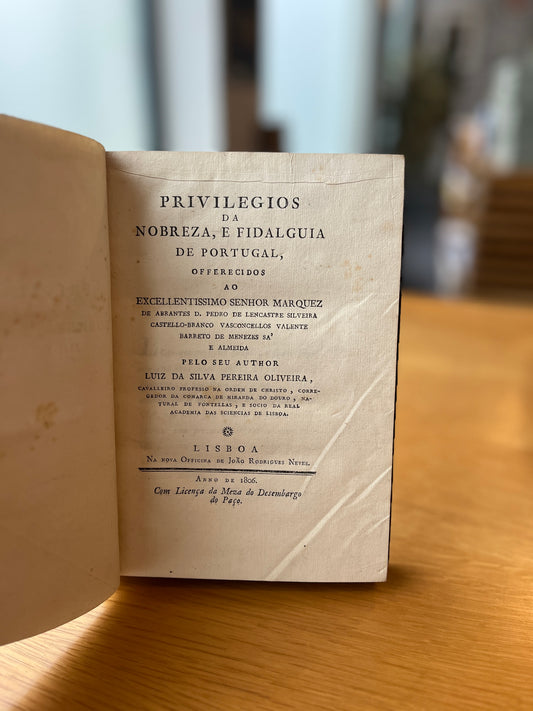 PRIVILEGIOS
DA
NOBREZA, E FIDALGUIA
DE PORTUGAL,
OFFERECIDOS
AO
EXCELLENTISSIMO SENHOR MARQUEZ
DE ABRANTES D. PEDRO DE LENCASTRE SILVEIRA
CASTELLO-BRANCO VASCONCELLOS VALENTE
BARRETO DE MENEZES SA'
E ALMEIDA
PELO SEU AUTHOR
LUIZ DA SILVA PEREIRA OLIVEIRA,
CAVALLEIRO PROFESSO NA ORDEM DE CHRISTO, CORRE-
GEDOR DA COMARCA DE MIRANDA DO DOURO, NA-
TURAL DE FONTELLAS, E SOCIO DA REAL
ACADEMIA DAS SCIENCIAS DE LISBOA.
LISBOA
NA NOVA OFFICINA DE JOÃO RODRIGUES NEVES.
ANNO DE 1806.
Com Licença da Meza do Desembargo
do Paço.